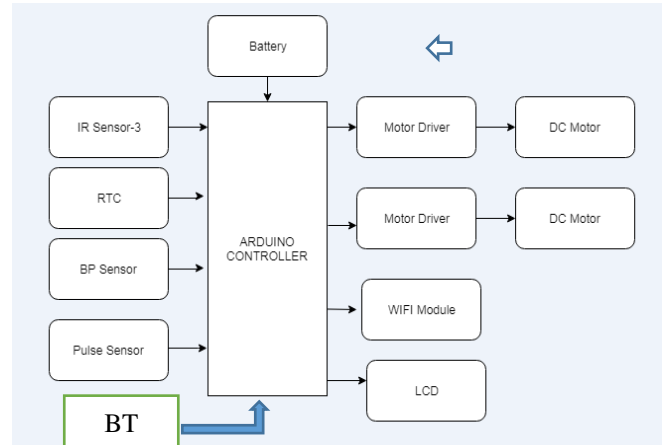 Battery
IR Sensor-3
Motor Driver
DC Motor
RTC
Motor Driver
DC Motor
ARDUINO
CONTROLLER
BP Sensor
WIFI Module
Pulse Sensor
LCD
BT